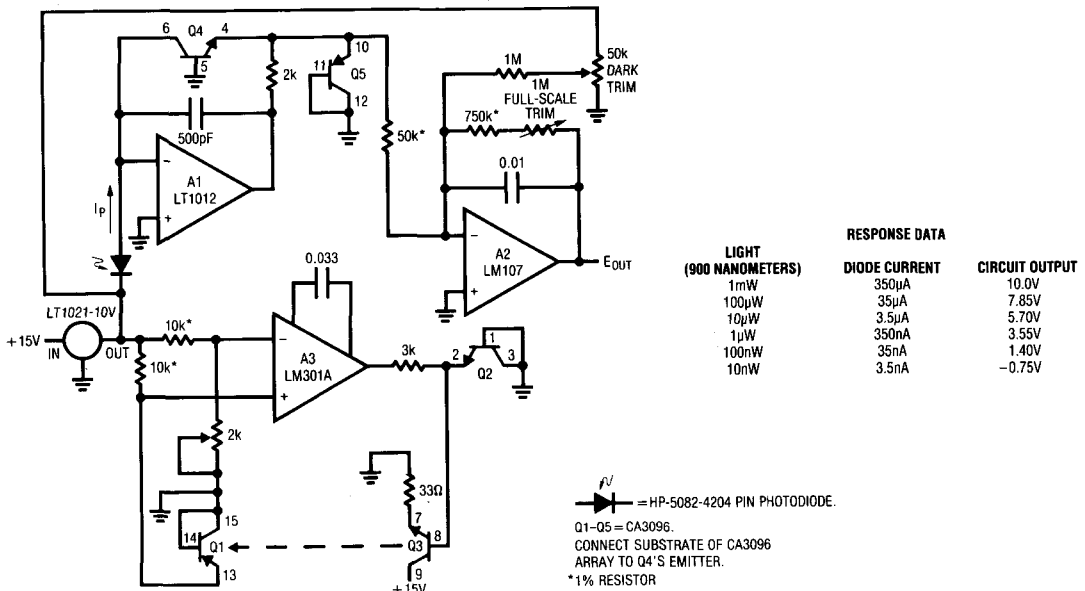 6 Q4 4
5
2k
10
11
Q5
12
500pF
50k*
1M
1M
FULL-SCALE
TRIM
750k*
50k
DARK
TRIM
0.01
−
A1
LT1012
+
IP
−
A2
LM107
+
EOUT
LT1021-10V
+15V
IN
OUT
10k*
10k*
0.033
−
A3
LM301A
+
3k
2
1
3
Q2
2k
33Ω
15
14
Q1
13
7
Q3
8
9
+15V
RESPONSE DATA
LIGHT
(900 NANOMETERS) DIODE CURRENT CIRCUIT OUTPUT
1mW 350µA 10.0V
100µW 35µA 7.85V
10µW 3.5µA 5.70V
1µW 350nA 3.55V
100nW 35nA 1.40V
10nW 3.5nA −0.75V
=HP-5082-4204 PIN PHOTODIODE.
Q1–Q5=CA3096.
CONNECT SUBSTRATE OF CA3096
ARRAY TO Q4'S EMITTER.
*1% RESISTOR